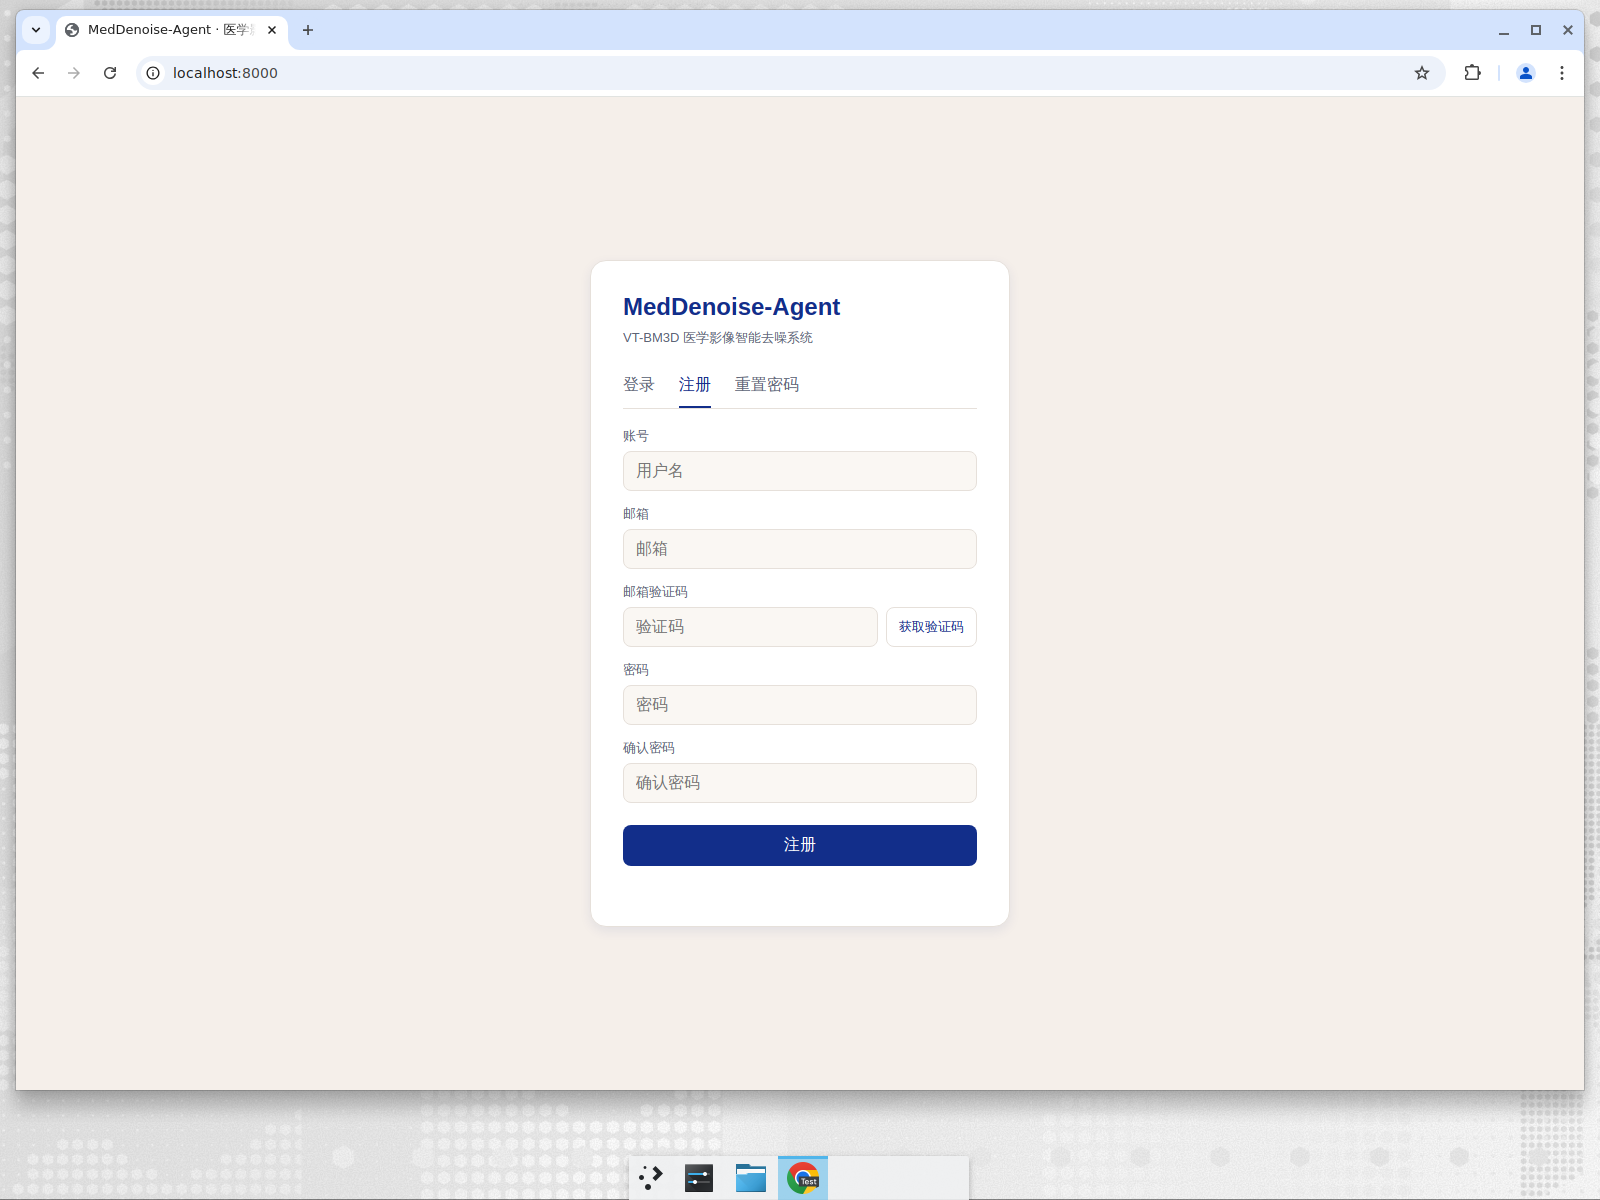 MedDenoise-Agent · 医学
localhost:8000
MedDenoise-Agent
VT-BM3D 医学影像智能去噪系统
登录 注册 重置密码
账号
用户名
邮箱
邮箱
邮箱验证码
验证码 获取验证码
密码
密码
确认密码
确认密码
注册
Test